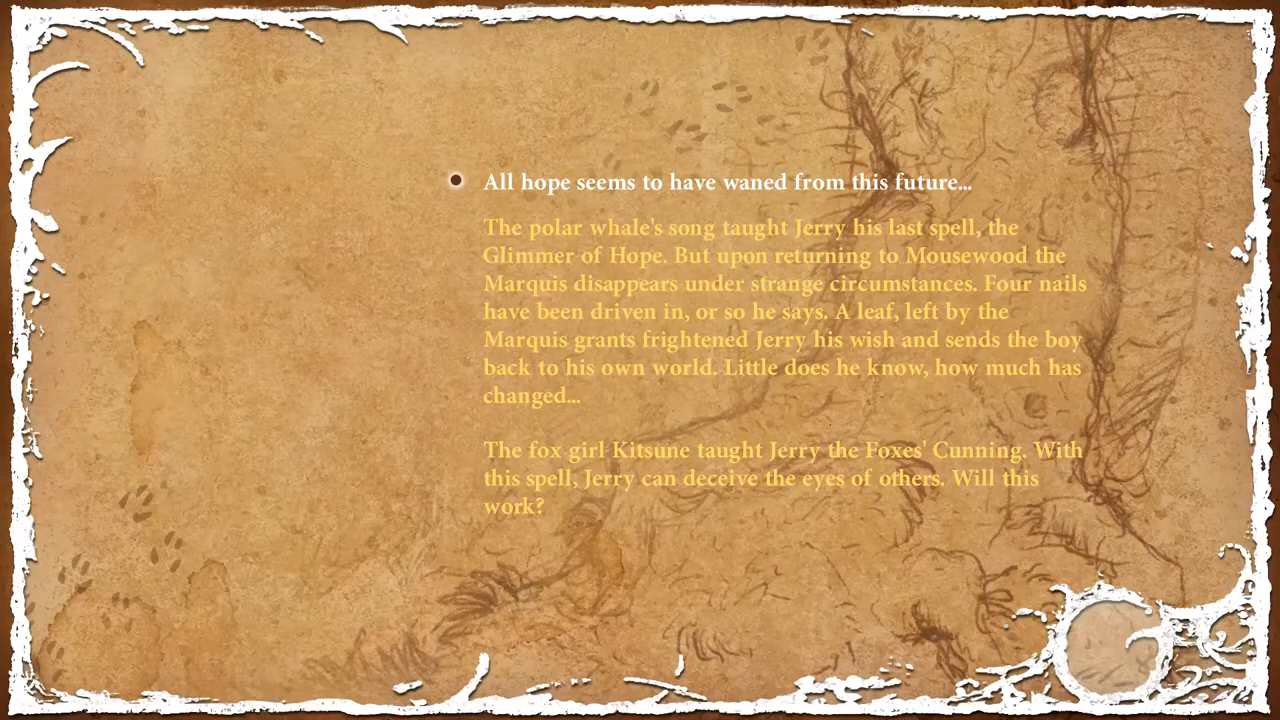 All hope seems to have waned from this future...
The polar whale's song taught Jerry his last spell, the
Glimmer of Hope. But upon returning to Mousewood the
Marquis disappears under strange circumstances. Four nails
have been driven in, or so he says. A leaf, left by the
Marquis grants frightened Jerry his wish and sends the boy
back to his own world. Little does he know, how much has
changed...
The fox girl Kitsune taught Jerry the Foxes' Cunning. With
this spell, Jerry can deceive the eyes of others. Will this
work?